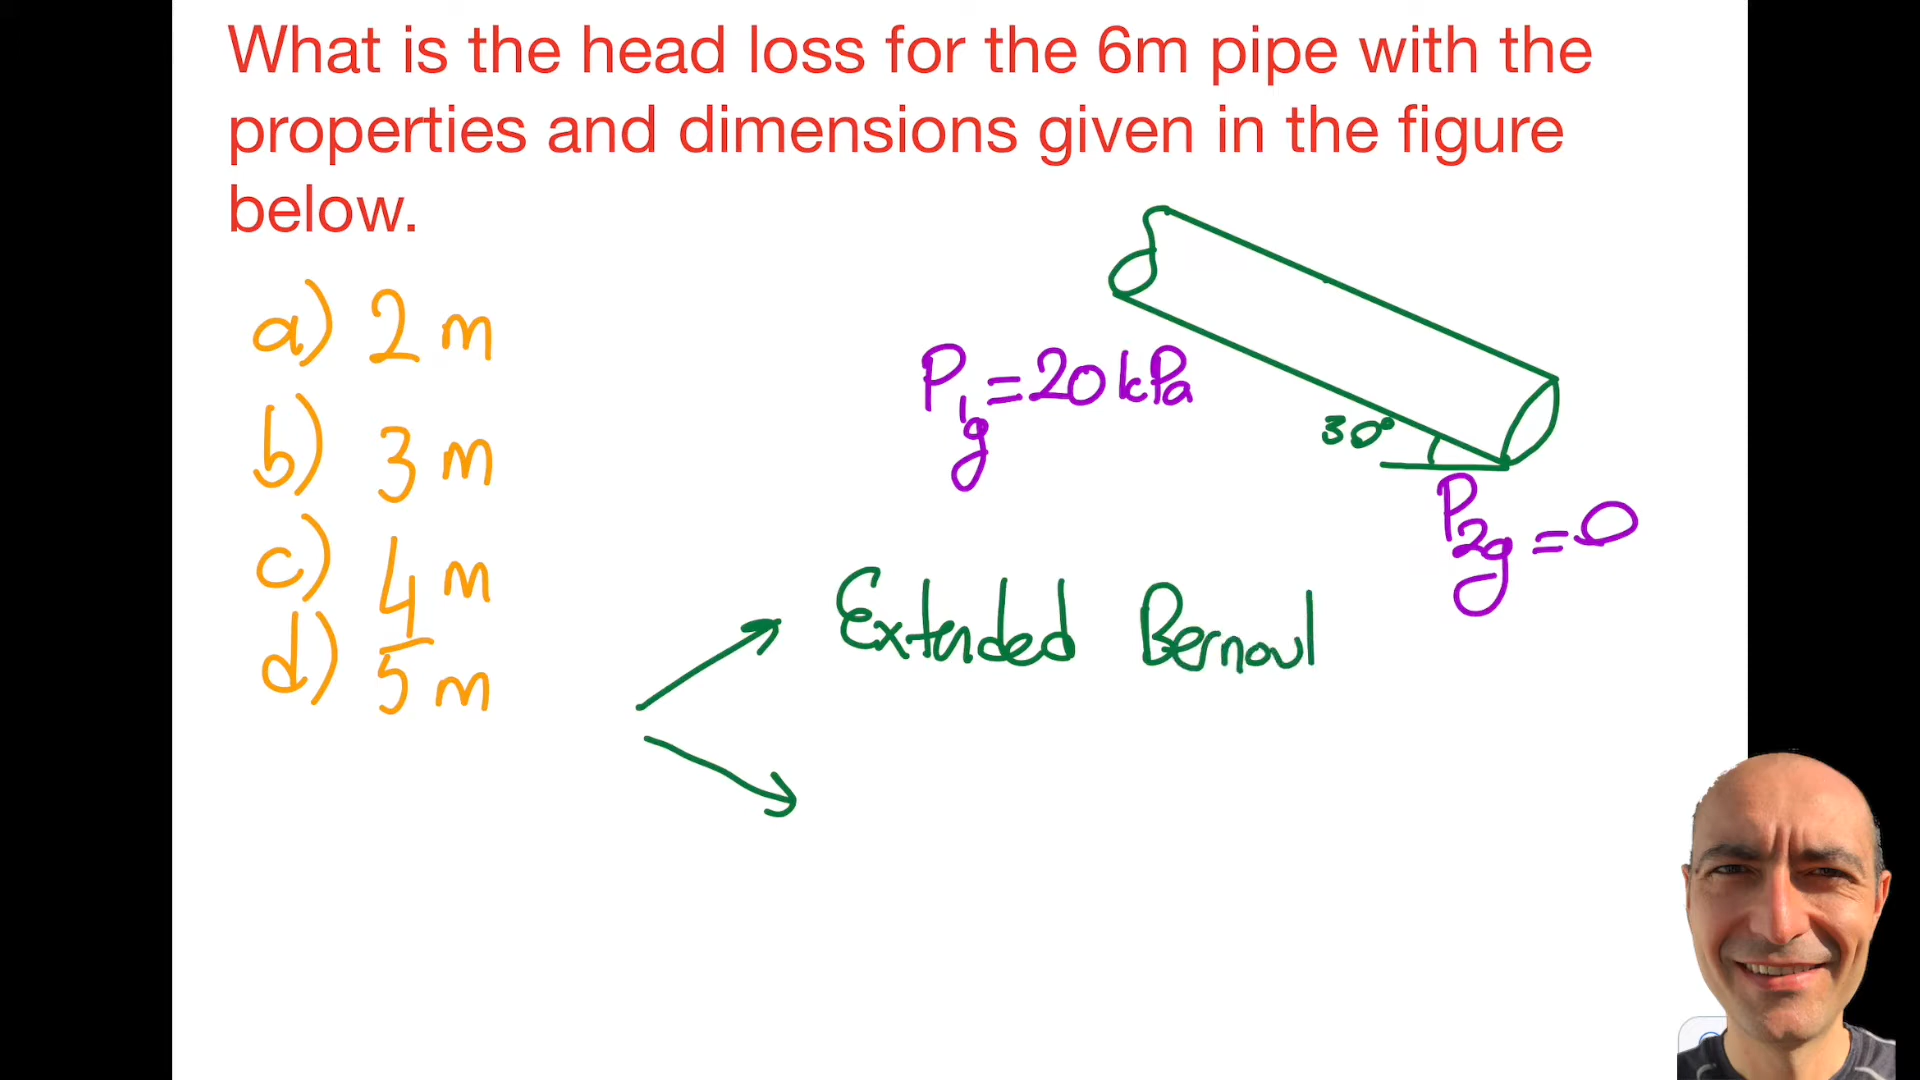 What is the head loss for the 6m pipe with the
properties and dimensions given in the figure
below.
a) 2 m
b) 3 m
c) 4 m
d) 5 m
P1g = 20 kPa
30°
P2g = 0
Extended Bernoul